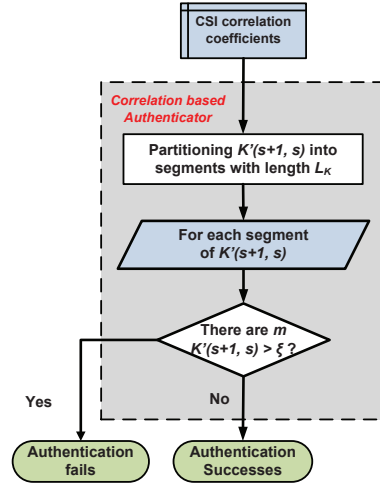 CSI correlation
coefficients
Correlation based
Authenticator
Partitioning K'(s+1, s) into
segments with length L_K
For each segment
of K'(s+1, s)
There are m
K'(s+1, s) > ξ ?
Yes
No
Authentication
fails
Authentication
Successes